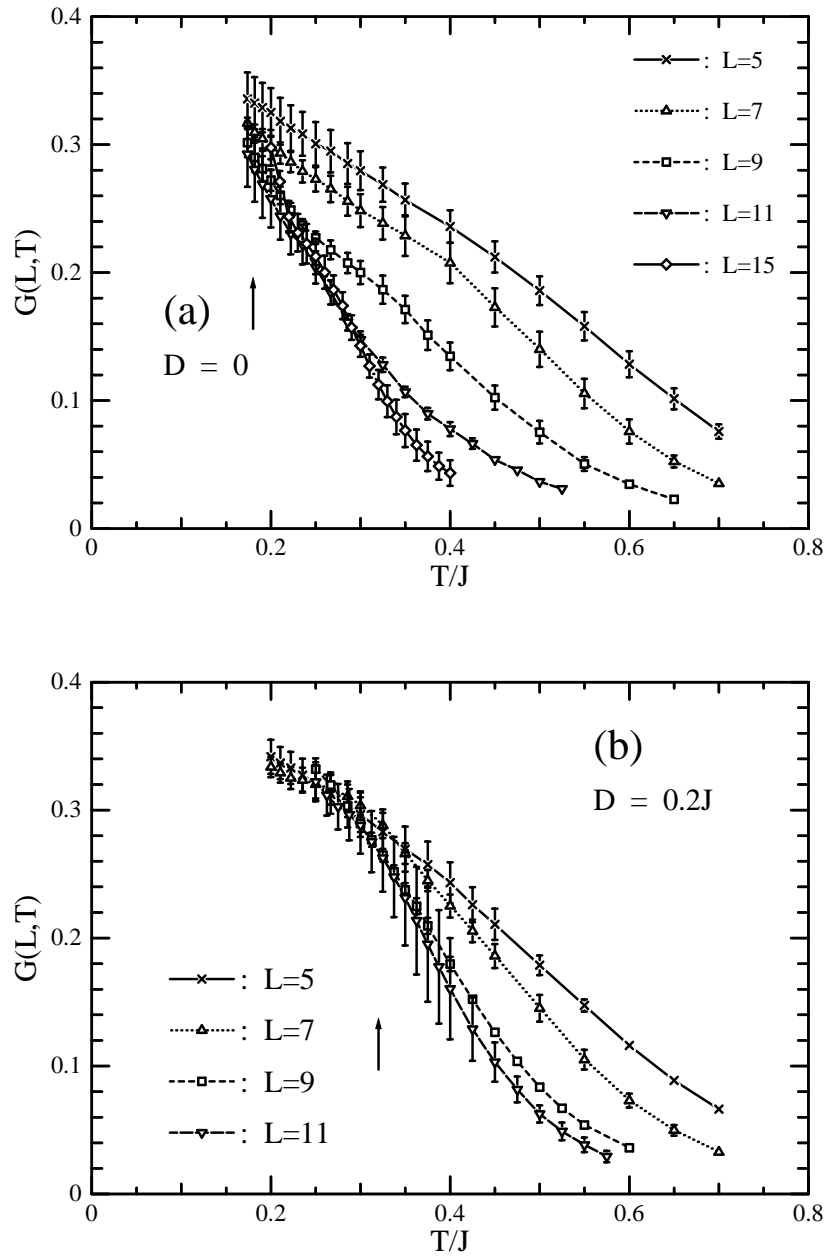 0.4
0.3
0.2
0.1
0
G(L,T)
0
0.2
0.4
0.6
0.8
T/J
(a)
D = 0
: L=5
: L=7
: L=9
: L=11
: L=15
0.4
0.3
0.2
0.1
0
G(L,T)
0
0.2
0.4
0.6
0.8
T/J
(b)
D = 0.2J
: L=5
: L=7
: L=9
: L=11